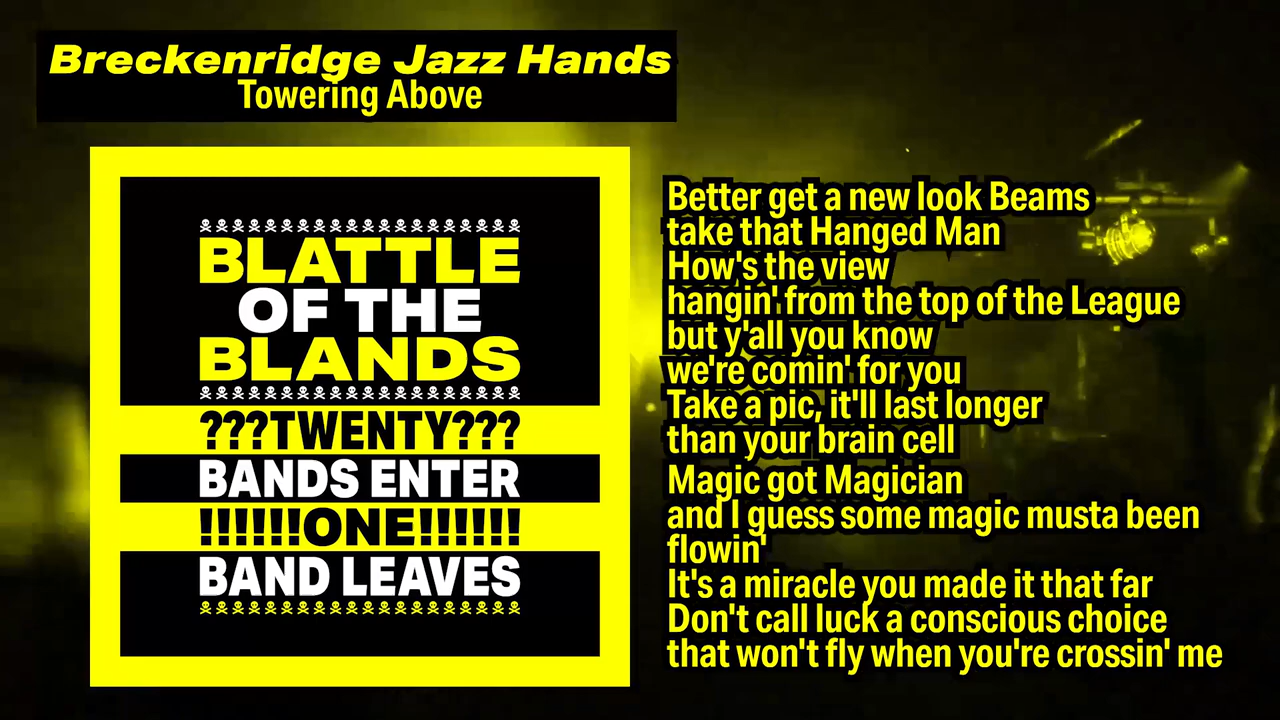 Breckenridge Jazz Hands
Towering Above
BLATTLE
OF THE
BLANDS
???TWENTY???
BANDS ENTER
!!!!!!ONE!!!!!!
BAND LEAVES
Better get a new look Beams
take that Hanged Man
How's the view
hangin' from the top of the League
but y'all you know
we're comin' for you
Take a pic, it'll last longer
than your brain cell
Magic got Magician
and I guess some magic musta been
flowin'
It's a miracle you made it that far
Don't call luck a conscious choice
that won't fly when you're crossin' me